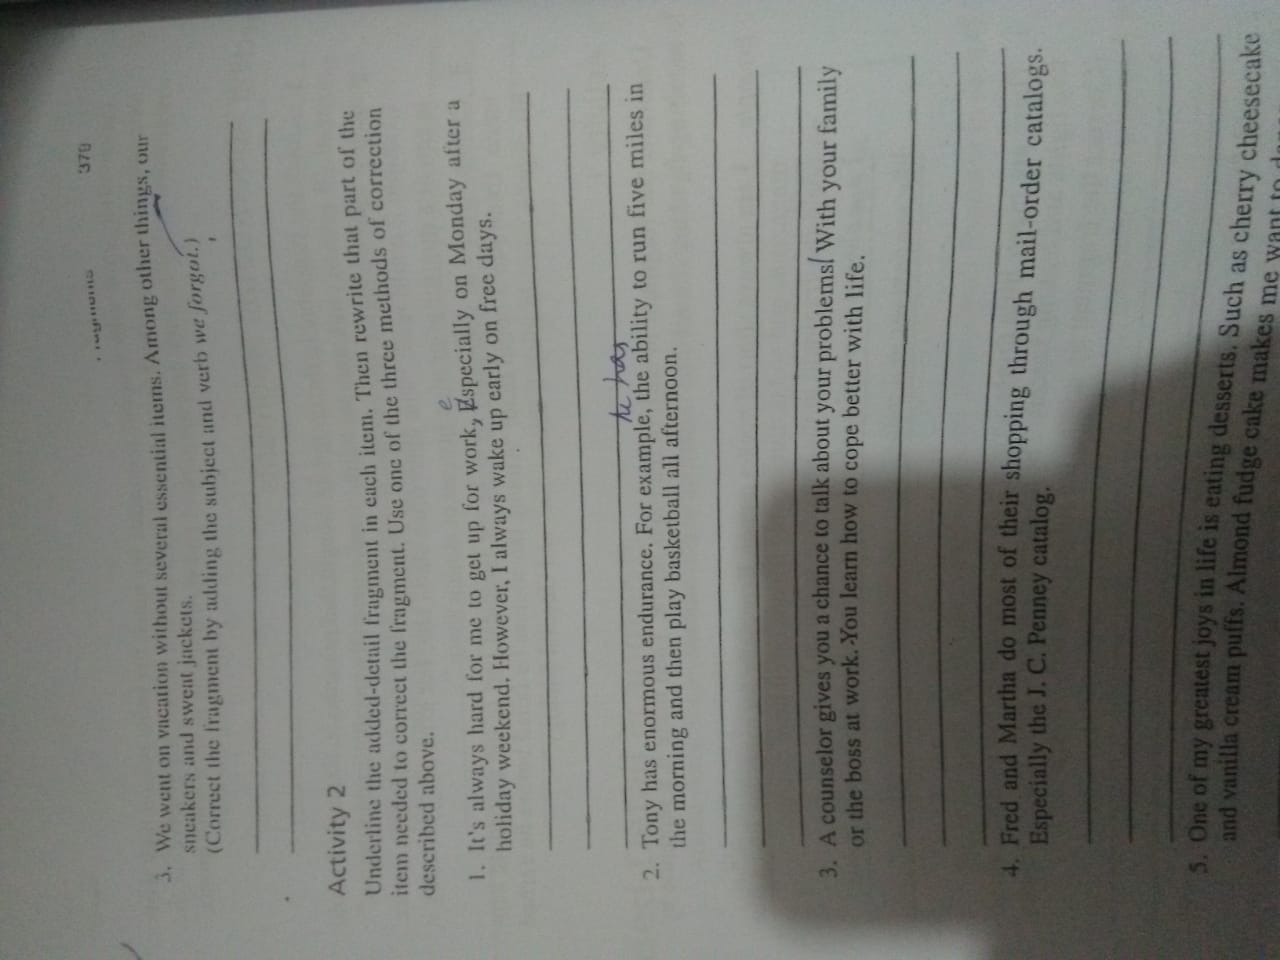 Fragments 379
3. We went on vacation without several essential items. Among other things, our
sneakers and sweat jackets.
(Correct the fragment by adding the subject and verb we forgot.)
Activity 2
Underline the added-detail fragment in each item. Then rewrite that part of the
item needed to correct the fragment. Use one of the three methods of correction
described above.
e
1. It's always hard for me to get up for work, Especially on Monday after a
holiday weekend. However, I always wake up early on free days.
he has
2. Tony has enormous endurance. For example, the ability to run five miles in
the morning and then play basketball all afternoon.
3. A counselor gives you a chance to talk about your problems/ With your family
or the boss at work. You learn how to cope better with life.
4. Fred and Martha do most of their shopping through mail-order catalogs.
Especially the J. C. Penney catalog.
5. One of my greatest joys in life is eating desserts. Such as cherry cheesecake
and vanilla cream puffs. Almond fudge cake makes me want to